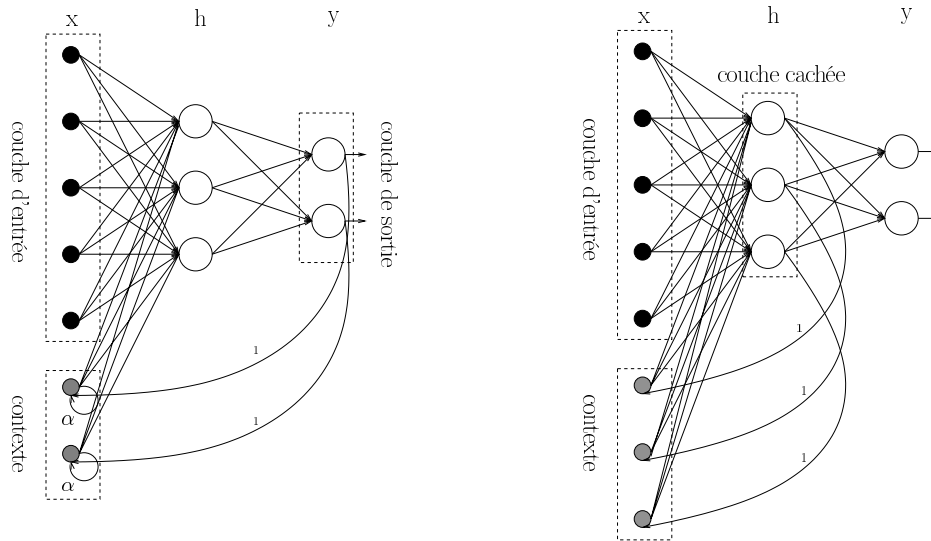 x
h
y
couche d'entrée
couche de sortie
1
1
contexte
α
α
x
h
y
couche cachée
couche d'entrée
1
1
1
contexte